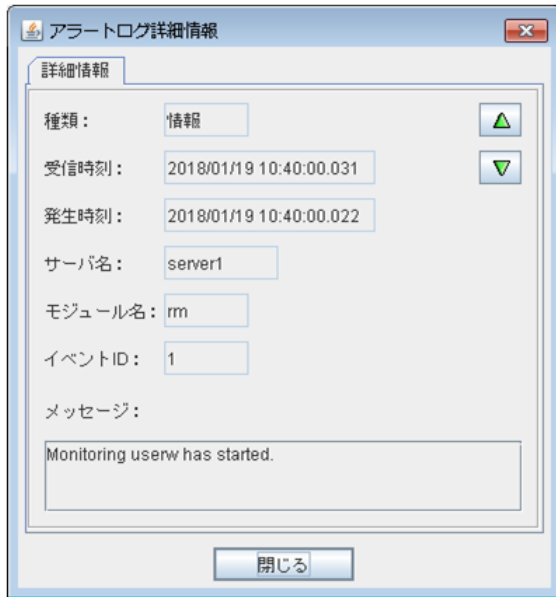 アラートログ詳細情報
詳細情報
種類：
情報
受信時刻：
2018/01/19 10:40:00.031
発生時刻：
2018/01/19 10:40:00.022
サーバ名：
server1
モジュール名：
rm
イベントID：
1
メッセージ：
Monitoring userw has started.
閉じる